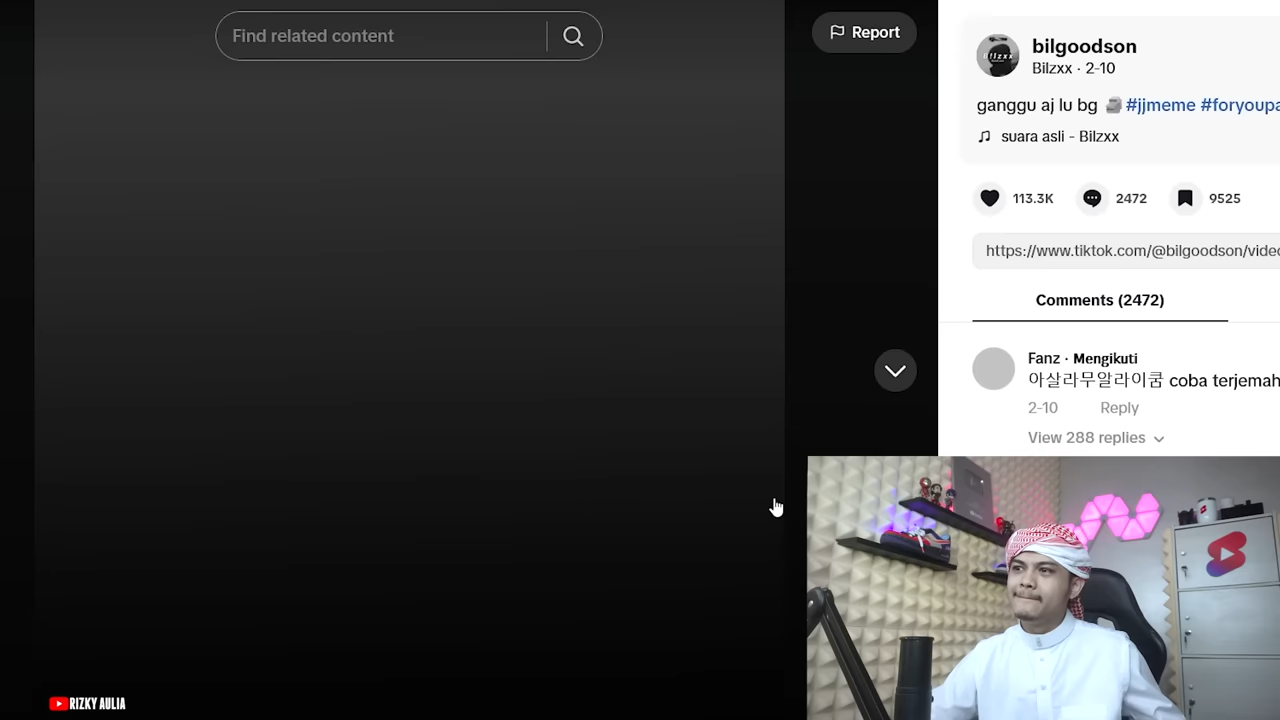 Find related content
Report
bilgoodson
Bilzxx · 2-10
ganggu aj lu bg 🗿 #jjmeme #foryoupa
suara asli - Bilzxx
113.3K
2472
9525
https://www.tiktok.com/@bilgoodson/vide
Comments (2472)
Fanz · Mengikuti
아살라무알라이쿰 coba terjemah
2-10 Reply
View 288 replies
RIZKY AULIA